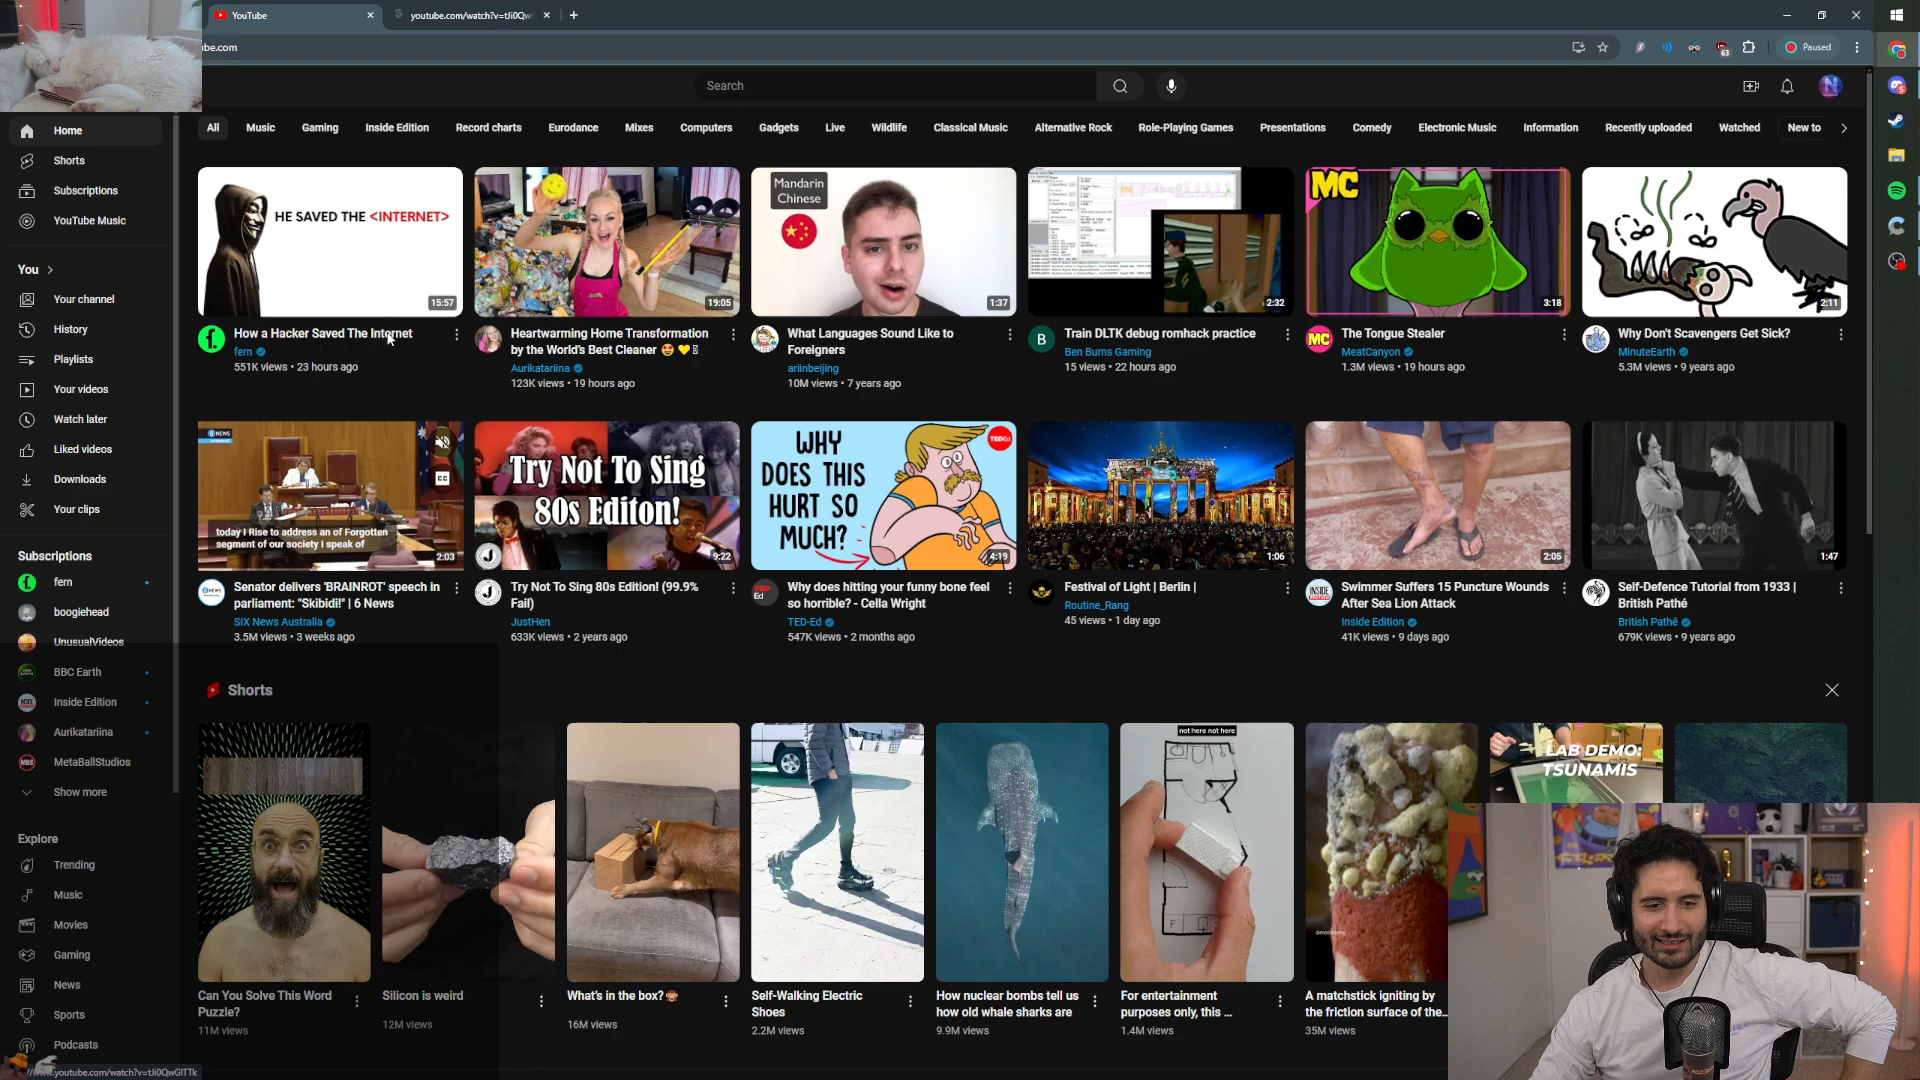 YouTube
youtube.com/watch?v=tJi0Qw
be.com
63
Paused
Search
N
5
Home
Shorts
Subscriptions
YouTube Music
You
Your channel
History
Playlists
Your videos
Watch later
Liked videos
Downloads
Your clips
Subscriptions
fern
boogiehead
UnusualVideos
BBC Earth
Inside Edition
Aurikatariina
MetaBallStudios
Show more
Explore
Trending
Music
Movies
Gaming
News
Sports
Podcasts
All
Music
Gaming
Inside Edition
Record charts
Eurodance
Mixes
Computers
Gadgets
Live
Wildlife
Classical Music
Alternative Rock
Role-Playing Games
Presentations
Comedy
Electronic Music
Information
Recently uploaded
Watched
New to
HE SAVED THE <INTERNET>
15:57
f.
How a Hacker Saved The Internet
fern
551K views • 23 hours ago
19:05
Heartwarming Home Transformation
by the World's Best Cleaner
Aurikatariina
123K views • 19 hours ago
Mandarin
Chinese
1:37
What Languages Sound Like to
Foreigners
ariinbeijing
10M views • 7 years ago
2:32
B
Train DLTK debug romhack practice
Ben Burns Gaming
15 views • 22 hours ago
MC
3:18
MC
The Tongue Stealer
MeatCanyon
1.3M views • 19 hours ago
2:11
Why Don't Scavengers Get Sick?
MinuteEarth
5.3M views • 9 years ago
6 NEWS
today I Rise to address an of Forgotten
segment of our society I speak of
CC
2:03
Senator delivers 'BRAINROT' speech in
parliament: "Skibidi!" | 6 News
SIX News Australia
3.5M views • 3 weeks ago
Try Not To Sing
80s Editon!
J
9:22
J
Try Not To Sing 80s Edition! (99.9%
Fail)
JustHen
633K views • 2 years ago
WHY
DOES THIS
HURT SO
MUCH?
TEDEd
4:19
TED
Ed
Why does hitting your funny bone feel
so horrible? - Cella Wright
TED-Ed
547K views • 2 months ago
1:06
Festival of Light | Berlin |
Routine_Rang
45 views • 1 day ago
2:05
INSIDE
EDITION
Swimmer Suffers 15 Puncture Wounds
After Sea Lion Attack
Inside Edition
41K views • 9 days ago
1:47
Self-Defence Tutorial from 1933 |
British Pathé
British Pathé
679K views • 9 years ago
Shorts
Can You Solve This Word
Puzzle?
11M views
Silicon is weird
12M views
What's in the box?
16M views
Self-Walking Electric
Shoes
2.2M views
How nuclear bombs tell us
how old whale sharks are
9.9M views
not here not here
For entertainment
purposes only, this ...
1.4M views
A matchstick igniting by
the friction surface of the...
35M views
LAB DEMO:
TSUNAMIS